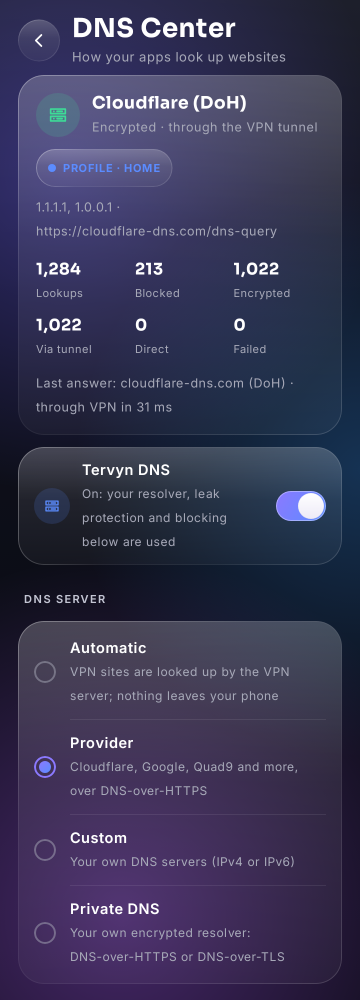 DNS Center
How your apps look up websites
Cloudflare (DoH)
Encrypted · through the VPN tunnel
PROFILE · HOME
1.1.1.1, 1.0.0.1 ·
https://cloudflare-dns.com/dns-query
1,284 213 1,022
Lookups Blocked Encrypted
1,022 0 0
Via tunnel Direct Failed
Last answer: cloudflare-dns.com (DoH) ·
through VPN in 31 ms
Tervyn DNS
On: your resolver, leak
protection and blocking
below are used
DNS SERVER
Automatic
VPN sites are looked up by the VPN
server; nothing leaves your phone
Provider
Cloudflare, Google, Quad9 and more,
over DNS-over-HTTPS
Custom
Your own DNS servers (IPv4 or IPv6)
Private DNS
Your own encrypted resolver:
DNS-over-HTTPS or DNS-over-TLS